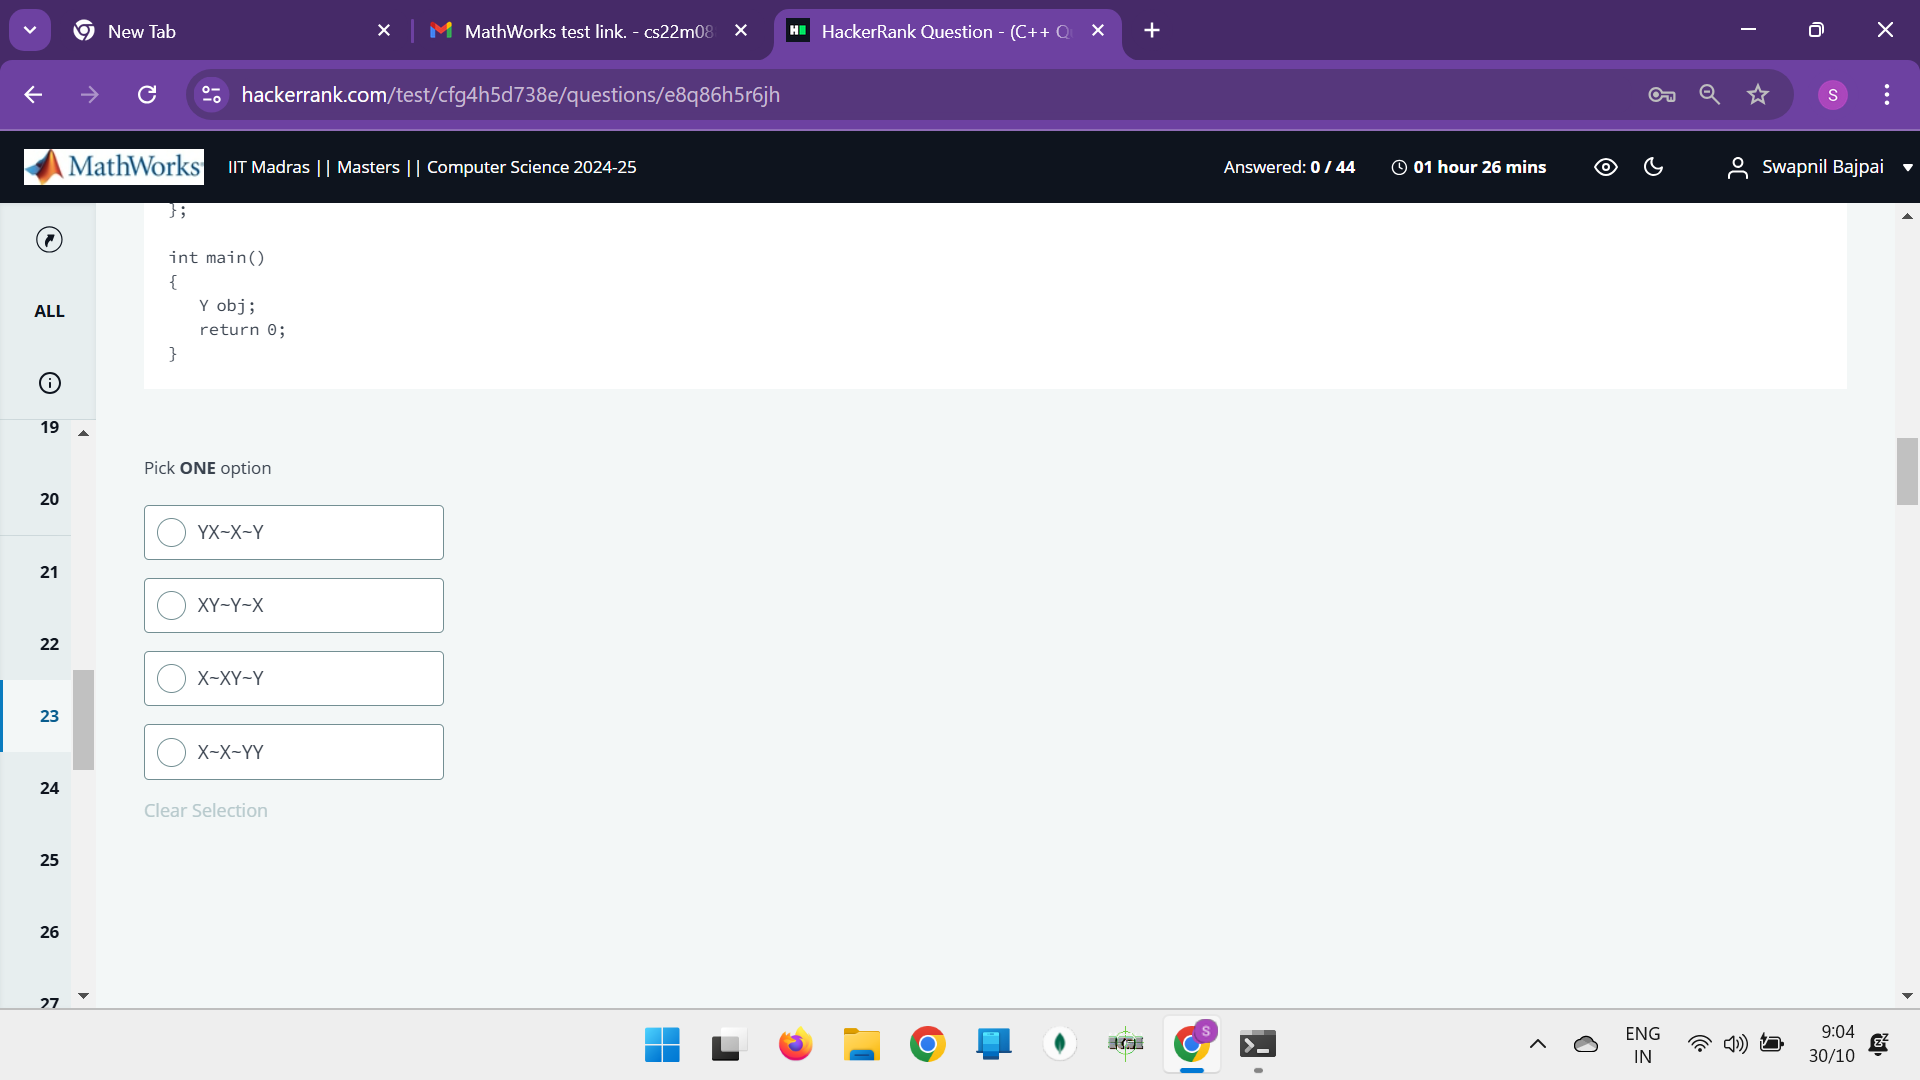 New Tab
MathWorks test link. - cs22m08
HackerRank Question - (C++ Q
hackerrank.com/test/cfg4h5d738e/questions/e8q86h5r6jh
S
MathWorks
IIT Madras || Masters || Computer Science 2024-25
Answered: 0 / 44
01 hour 26 mins
Swapnil Bajpai
};
int main()
{
Y obj;
return 0;
}
ALL
19
20
21
22
23
24
25
26
27
Pick ONE option
YX~X~Y
XY~Y~X
X~XY~Y
X~X~YY
Clear Selection
S
ENG
IN
9:04
30/10